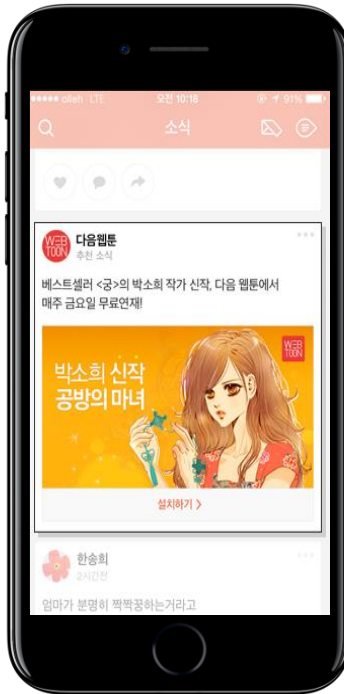 olleh LTE 오전 10:18 91%
소식
WEB TOON
다음웹툰
추천 소식
베스트셀러 <궁>의 박소희 작가 신작, 다음 웹툰에서
매주 금요일 무료연재!
WEB TOON
박소희 신작
공방의 마녀
설치하기 >
한송희
2시간전
엄마가 분명히 짝짝꿍하는거라고